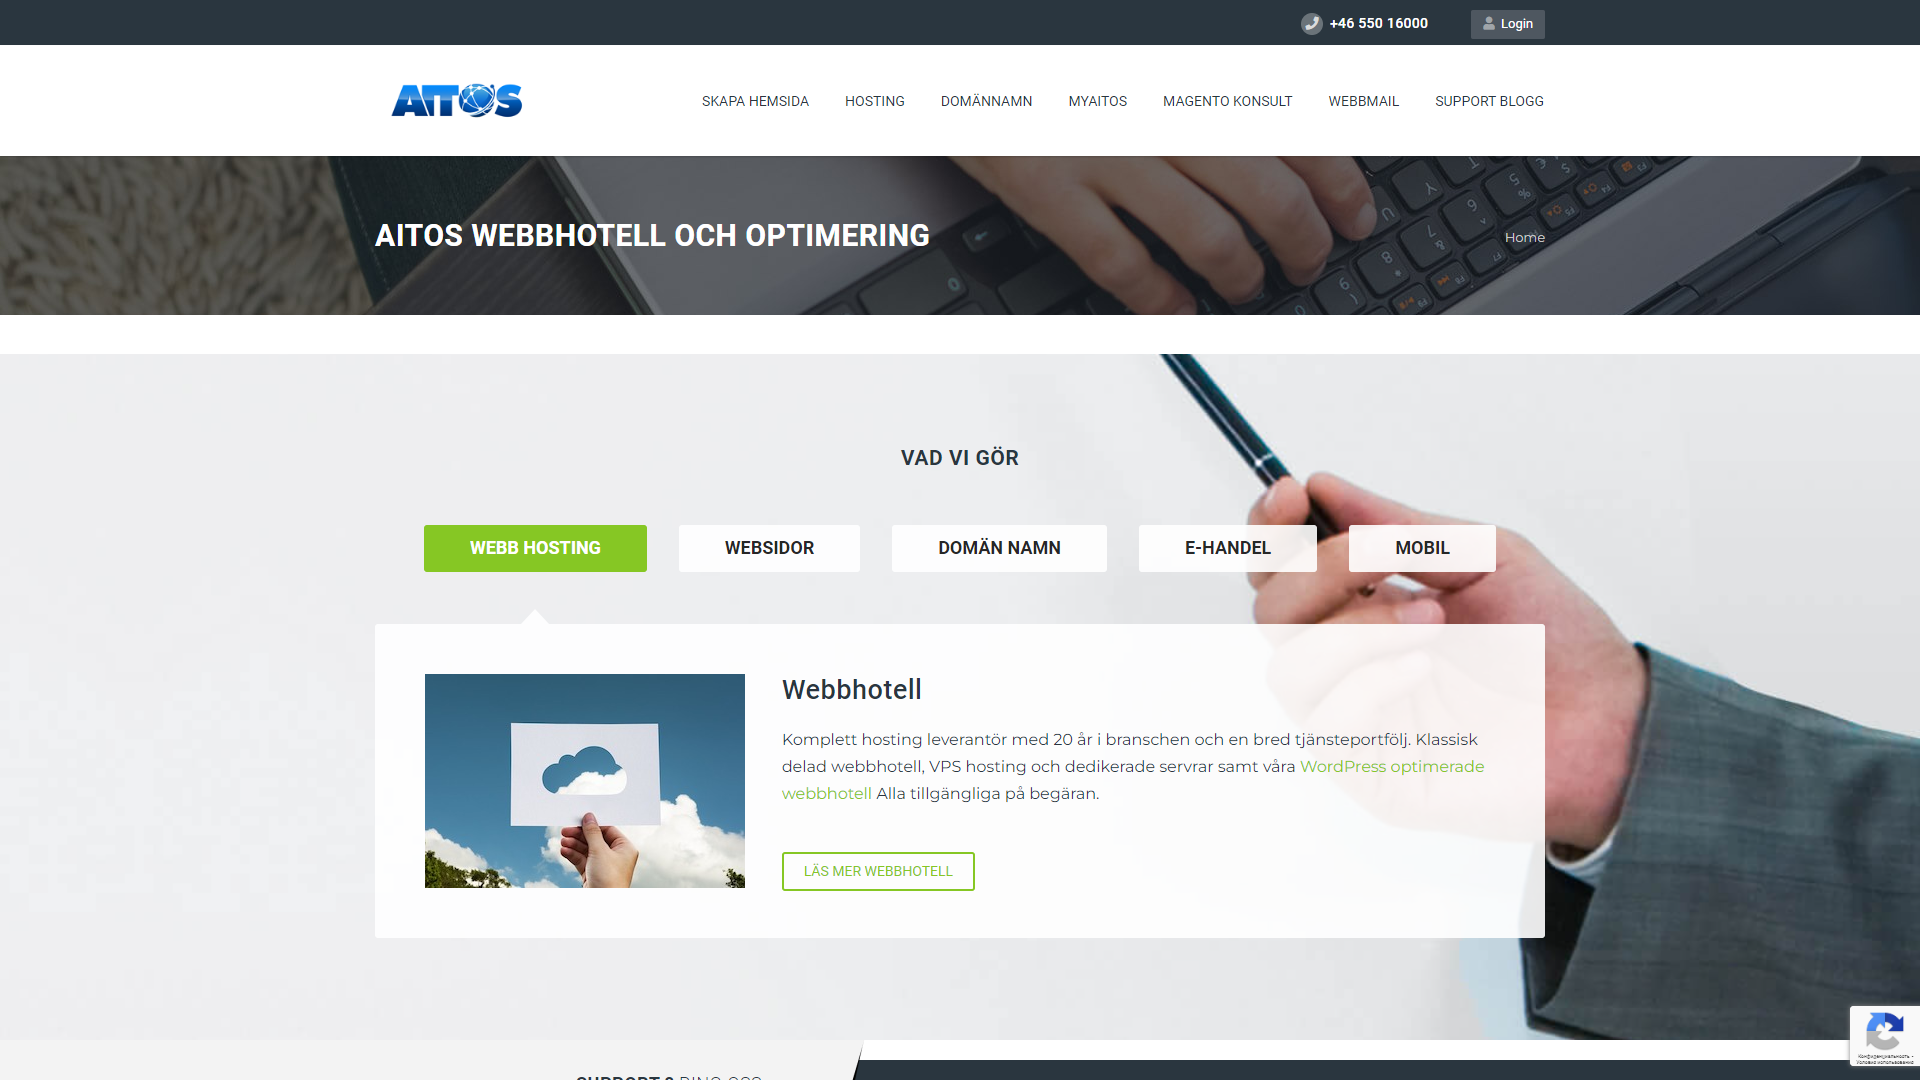 +46 550 16000
Login
AITOS
SKAPA HEMSIDA
HOSTING
DOMÄNNAMN
MYAITOS
MAGENTO KONSULT
WEBBMAIL
SUPPORT BLOGG
AITOS WEBBHOTELL OCH OPTIMERING
Home
VAD VI GÖR
WEBB HOSTING
WEBSIDOR
DOMÄN NAMN
E-HANDEL
MOBIL
Webbhotell
Komplett hosting leverantör med 20 år i branschen och en bred tjänsteportfölj. Klassisk
delad webbhotell, VPS hosting och dedikerade servrar samt våra WordPress optimerade
webbhotell Alla tillgängliga på begäran.
LÄS MER WEBBHOTELL
Конфиденциальность -
Условия использования